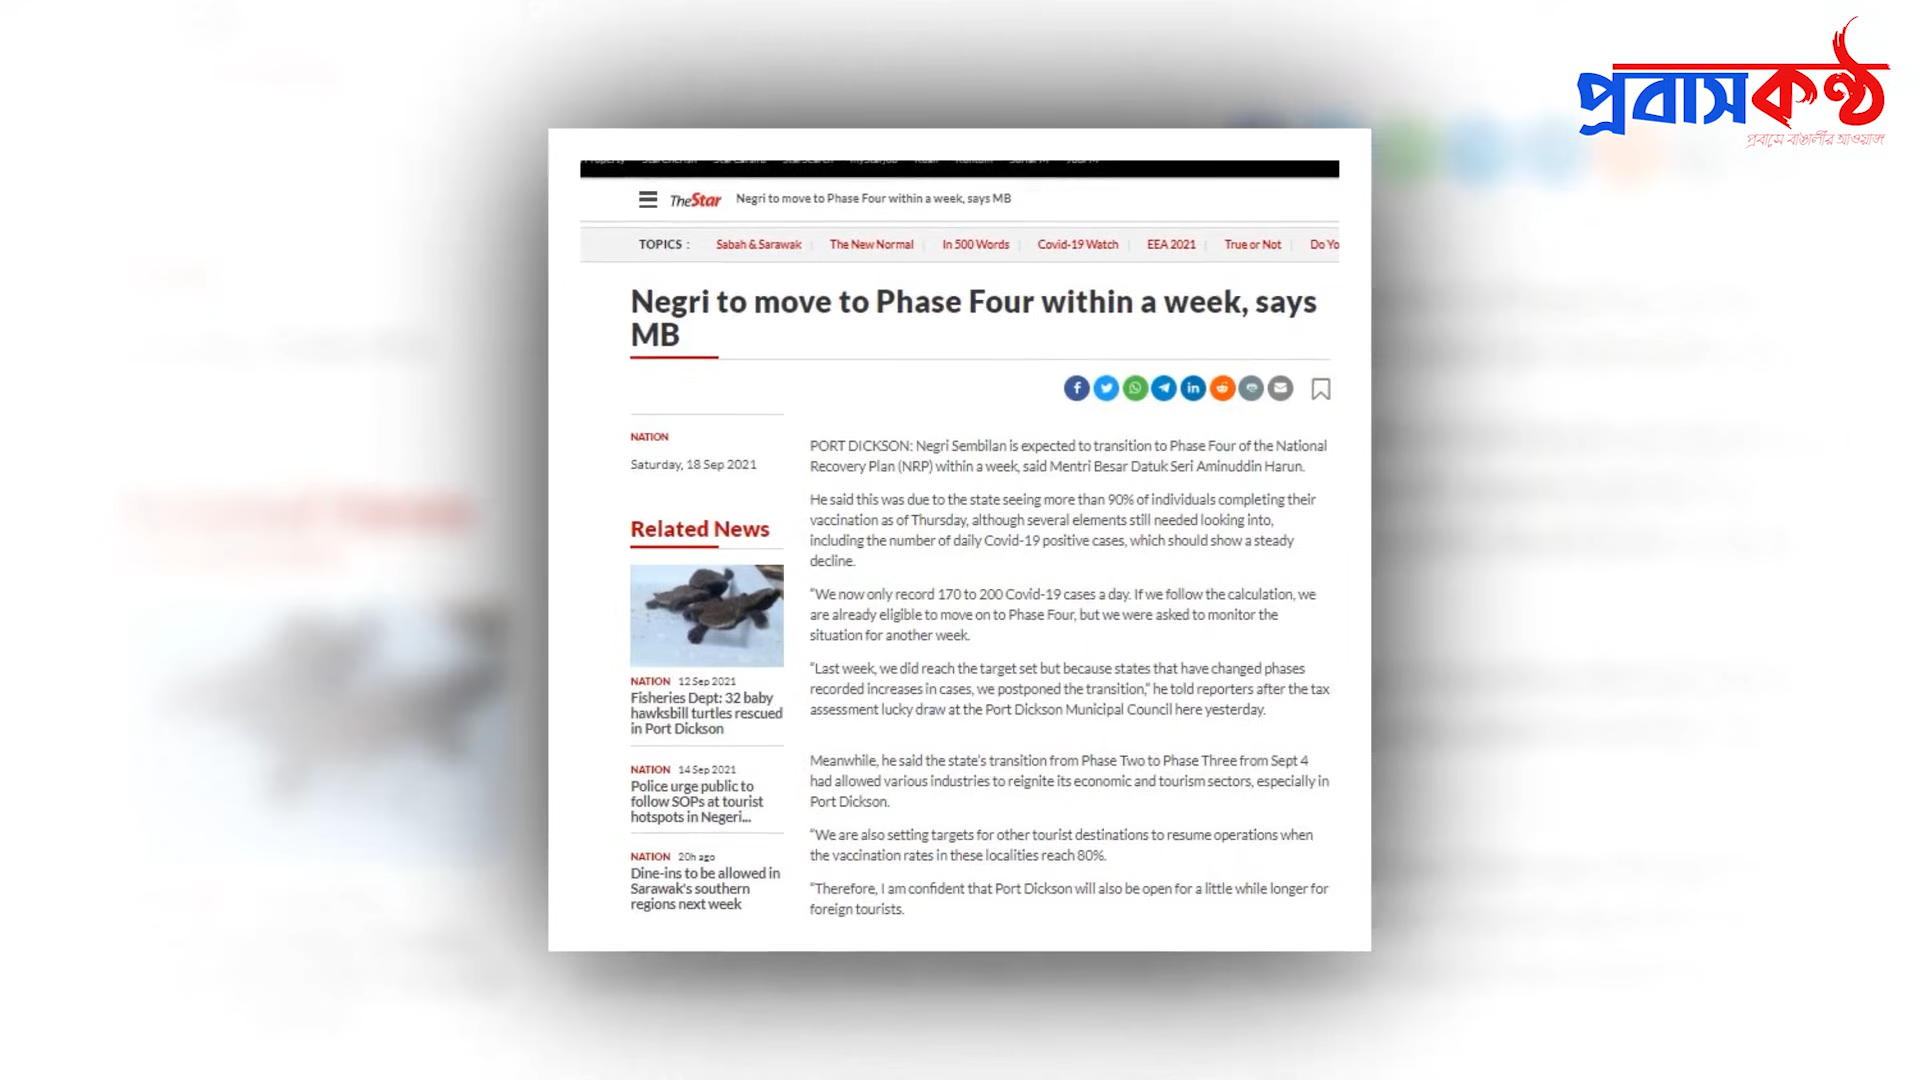 প্রবাসকণ্ঠ
প্রবাসে বাঙালীর আওয়াজ
TheStar Negri to move to Phase Four within a week, says MB
TOPICS : Sabah & Sarawak The New Normal In 500 Words Covid-19 Watch EEA 2021 True or Not Do Yo
Negri to move to Phase Four within a week, says
MB
NATION
Saturday, 18 Sep 2021
Related News
NATION 12 Sep 2021
Fisheries Dept: 32 baby
hawksbill turtles rescued
in Port Dickson
NATION 14 Sep 2021
Police urge public to
follow SOPs at tourist
hotspots in Negeri...
NATION 20h ago
Dine-ins to be allowed in
Sarawak's southern
regions next week
PORT DICKSON: Negri Sembilan is expected to transition to Phase Four of the National
Recovery Plan (NRP) within a week, said Mentri Besar Datuk Seri Aminuddin Harun.
He said this was due to the state seeing more than 90% of individuals completing their
vaccination as of Thursday, although several elements still needed looking into,
including the number of daily Covid-19 positive cases, which should show a steady
decline.
“We now only record 170 to 200 Covid-19 cases a day. If we follow the calculation, we
are already eligible to move on to Phase Four, but we were asked to monitor the
situation for another week.
“Last week, we did reach the target set but because states that have changed phases
recorded increases in cases, we postponed the transition,” he told reporters after the tax
assessment lucky draw at the Port Dickson Municipal Council here yesterday.
Meanwhile, he said the state’s transition from Phase Two to Phase Three from Sept 4
had allowed various industries to reignite its economic and tourism sectors, especially in
Port Dickson.
“We are also setting targets for other tourist destinations to resume operations when
the vaccination rates in these localities reach 80%.
“Therefore, I am confident that Port Dickson will also be open for a little while longer for
foreign tourists.